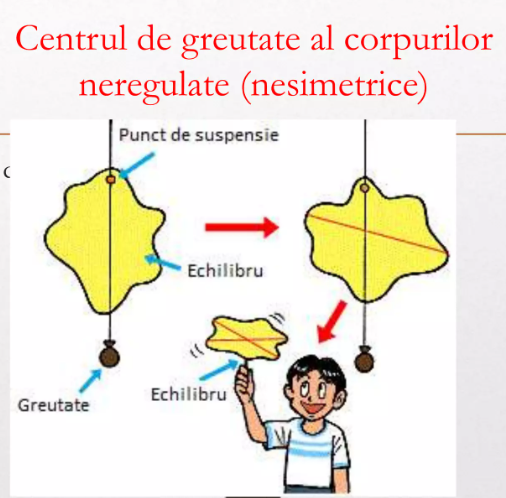 Centrul de greutate al corpurilor
neregulate (nesimetrice)
Punct de suspensie
Echilibru
Echilibru
Greutate